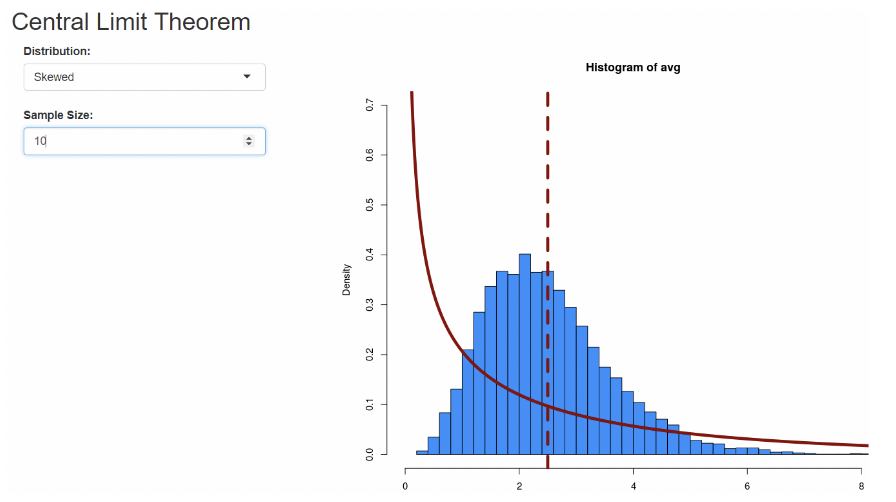 Central Limit Theorem
Distribution:
Skewed
Sample Size:
10
Histogram of avg
Density
0.7
0.6
0.5
0.4
0.3
0.2
0.1
0.0
0 2 4 6 8